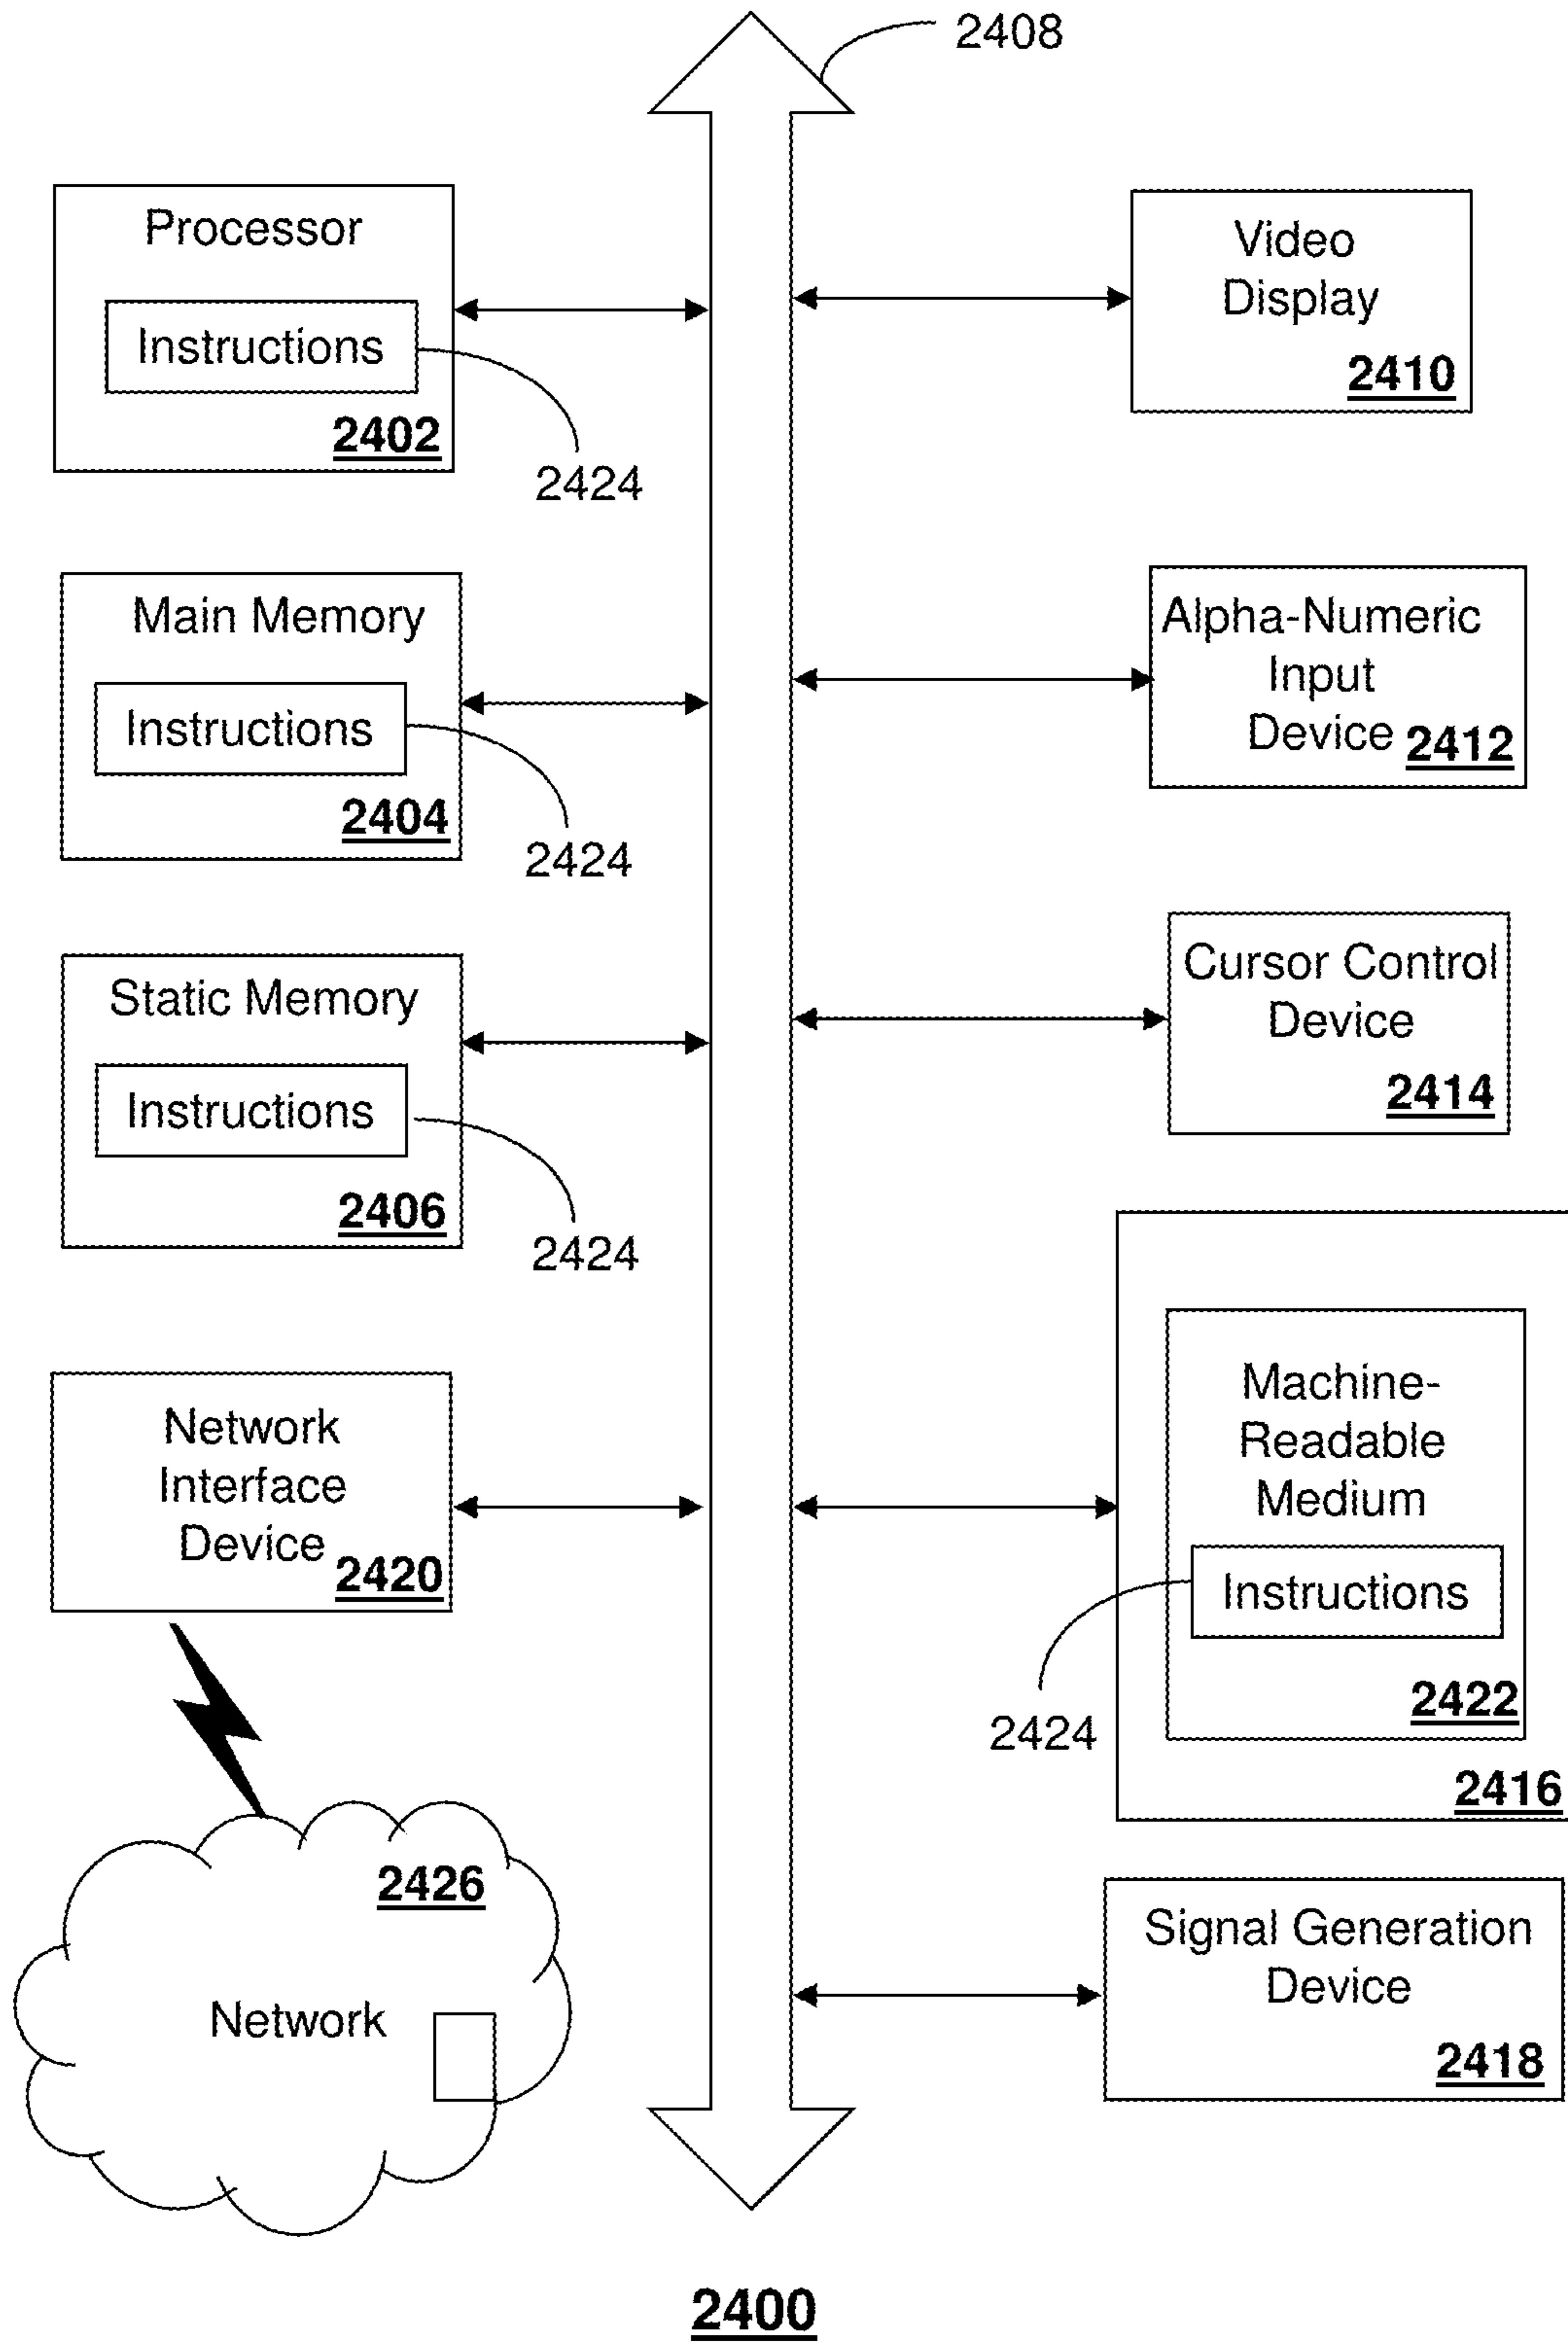 2408
Processor
Instructions
2402
2424
Main Memory
Instructions
2404
2424
Static Memory
Instructions
2406
2424
Network
Interface
Device
2420
2426
Network
Video
Display
2410
Alpha-Numeric
Input
Device 2412
Cursor Control
Device
2414
Machine-
Readable
Medium
Instructions
2424
2422
2416
Signal Generation
Device
2418
2400